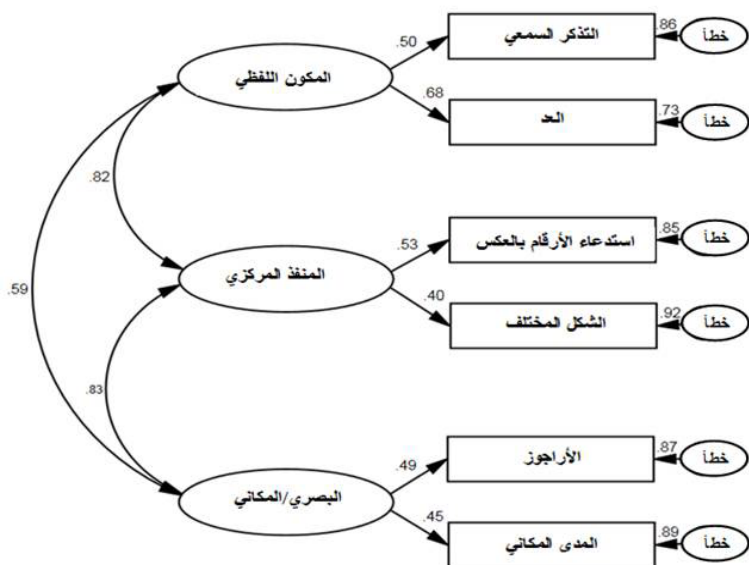 التذكر السمعي
.86
خطأ
.50
المكون اللفظي
.68
العد
.73
خطأ
.82
استدعاء الأرقام بالعكس
.85
خطأ
.53
المنفذ المركزي
.59
.40
الشكل المختلف
.92
خطأ
.83
الأراجوز
.87
خطأ
.49
البصري/المكاني
.45
المدى المكاني
.89
خطأ